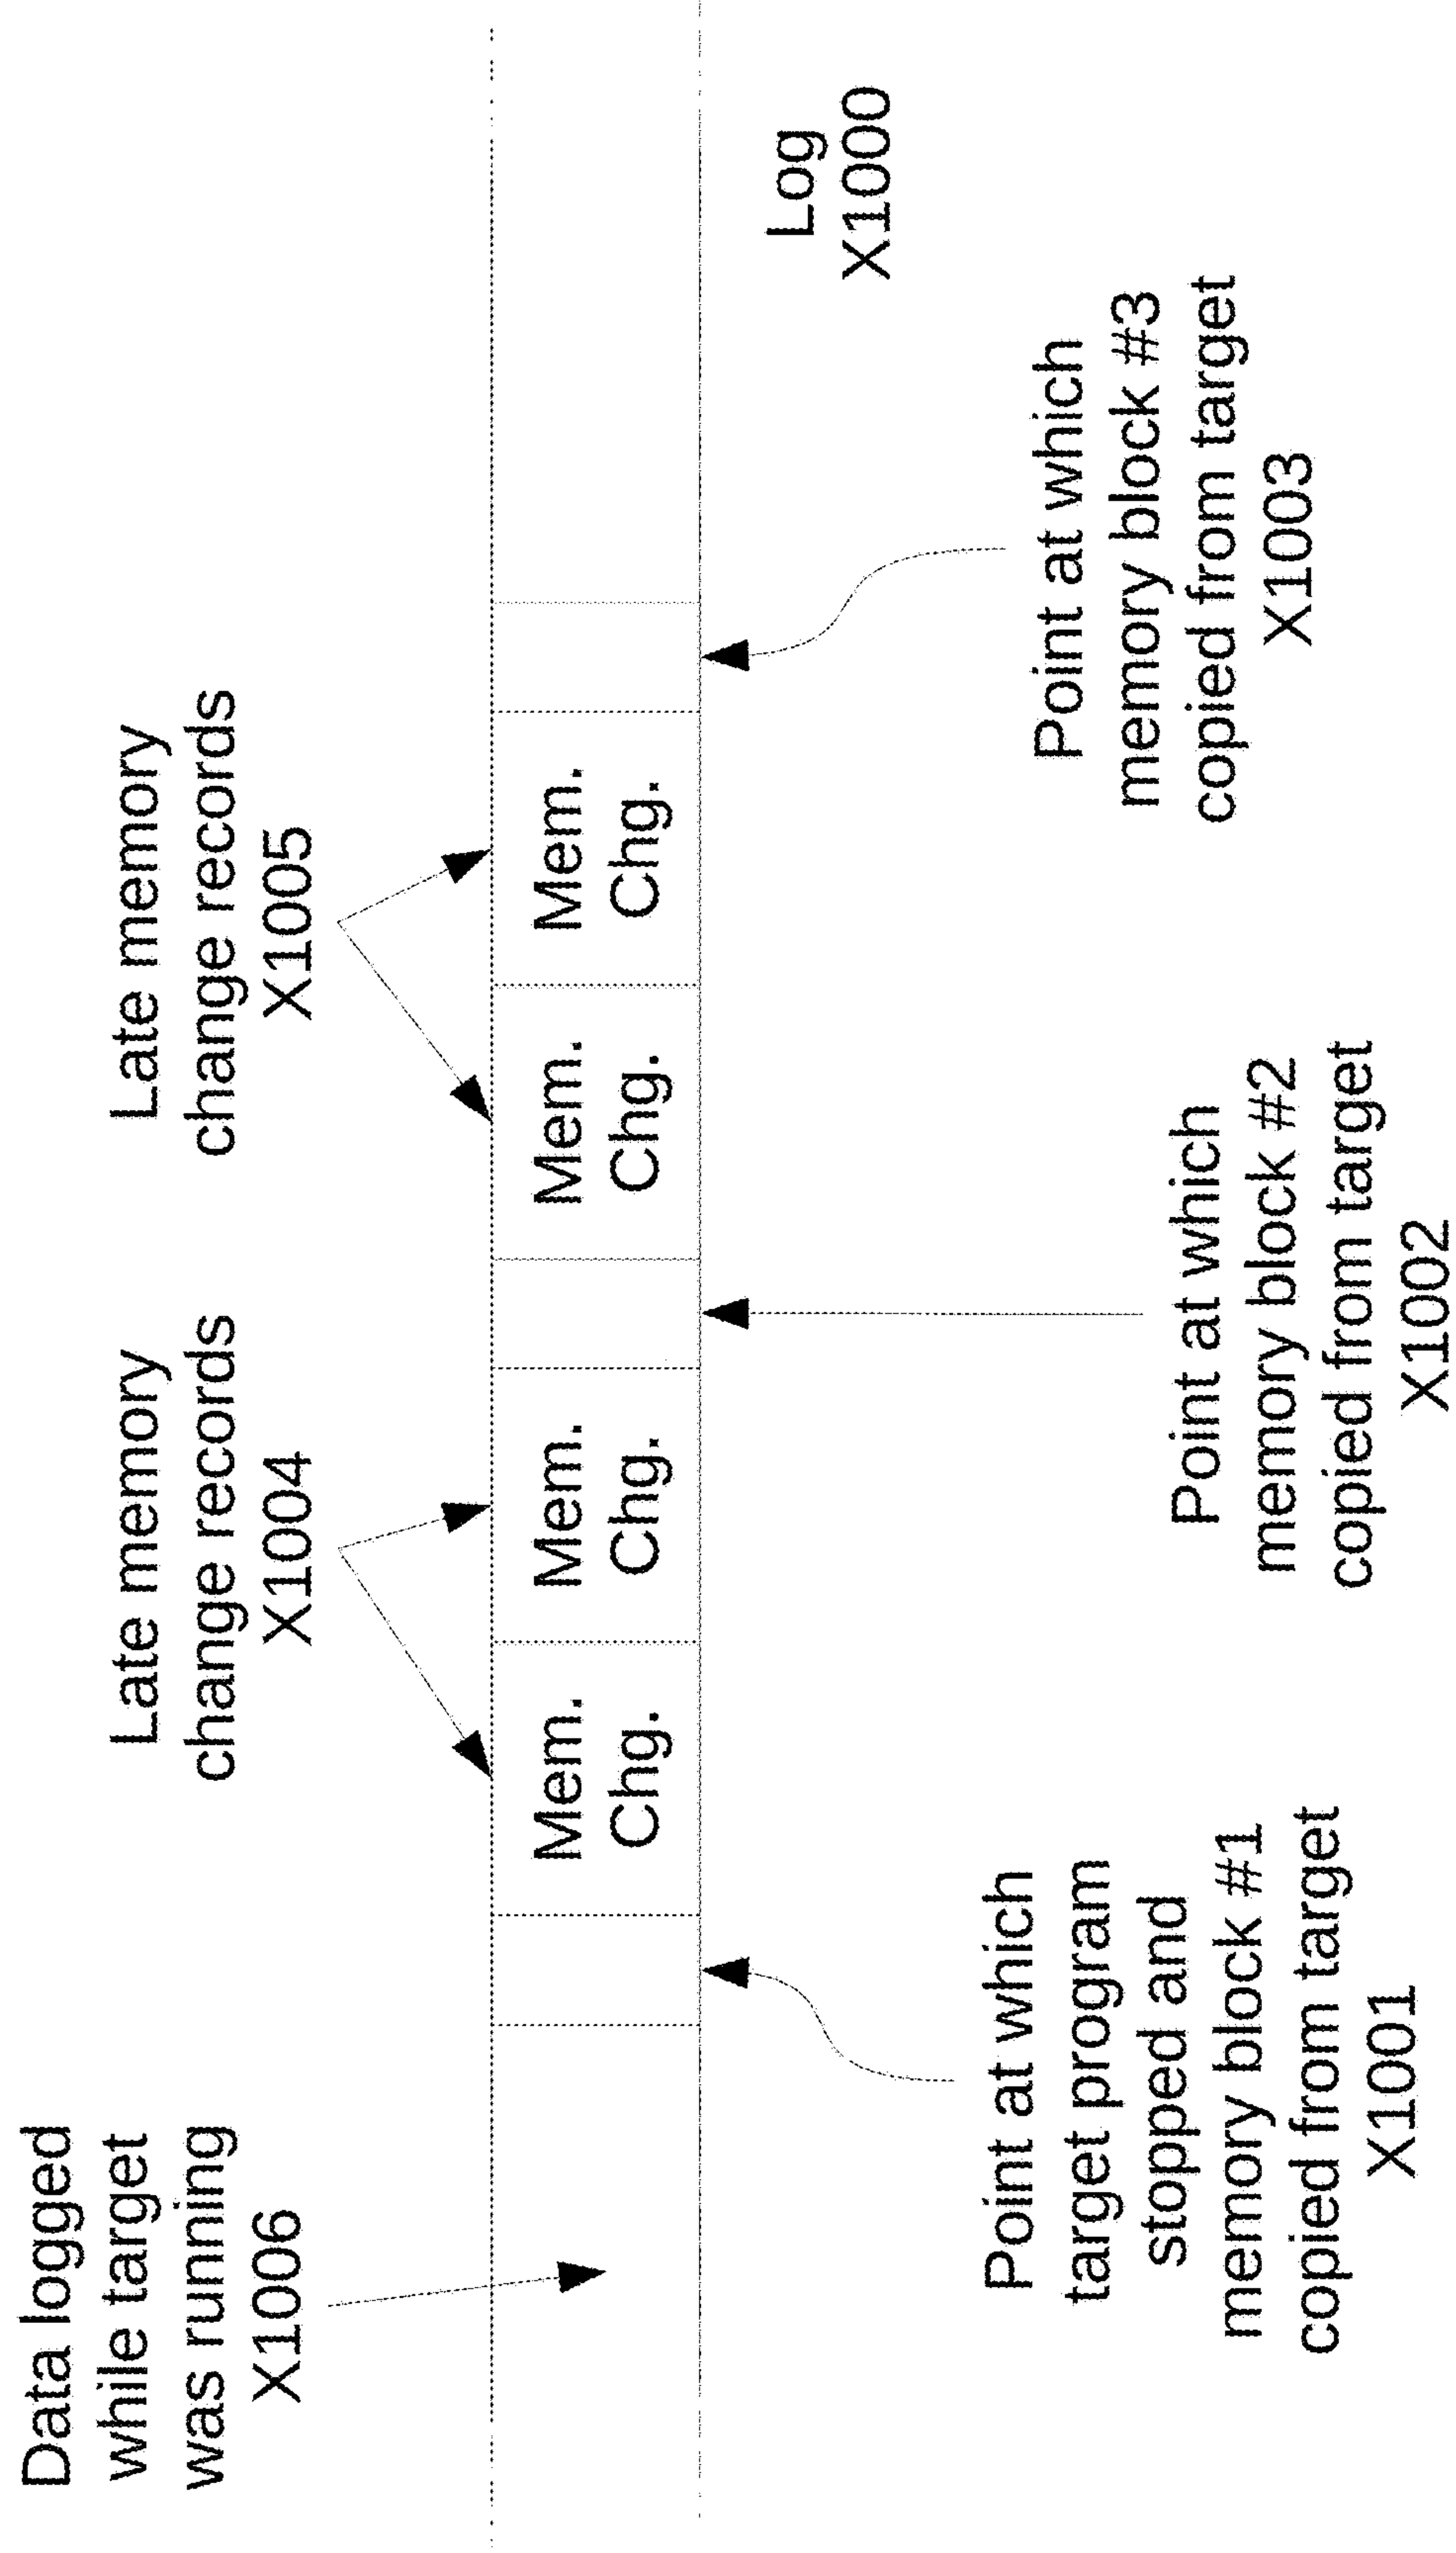 Data logged
while target
was running
X1006
Late memory
change records
X1004
Late memory
change records
X1005
Mem.
Chg.
Mem.
Chg.
Mem.
Chg.
Mem.
Chg.
Log
X1000
Point at which
target program
stopped and
memory block #1
copied from target
X1001
Point at which
memory block #2
copied from target
X1002
Point at which
memory block #3
copied from target
X1003